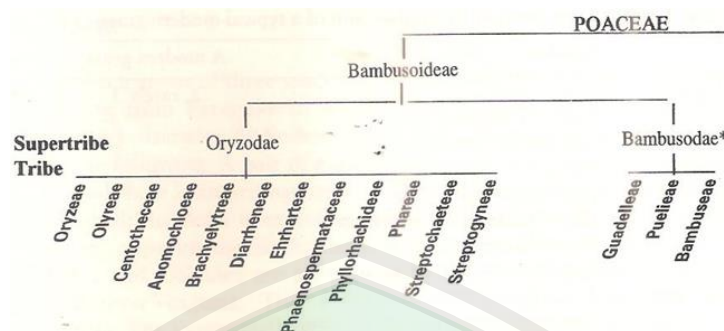 POACEAE
Bambusoideae
Supertribe Oryzodae Bambusodae*
Tribe
Oryzeae
Olyreae
Centotheceae
Anomochloeae
Brachyelytreae
Diarrheneae
Ehrharteae
Phaenospermataceae
Phyllorhachideae
Phareae
Streptochaeteae
Streptogyneae
Guadelleae
Puelieae
Bambuseae